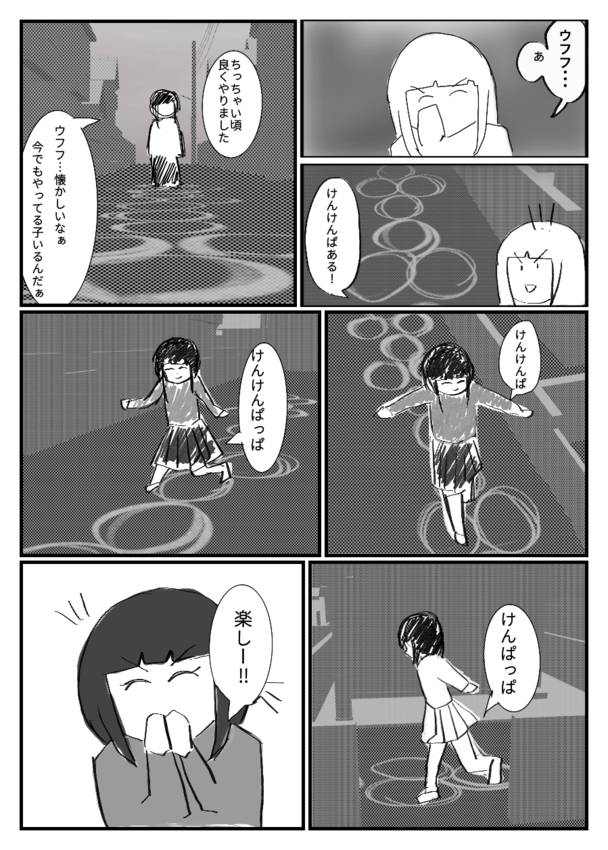 ウフフ…
あ
けんけんぱある！
ちっちゃい頃
良くやりました
ウフフ…懐かしいなぁ
今でもやってる子いるんだぁ
けんけんぱ
けんけんぱっぱ
けんぱっぱ
楽しー!!